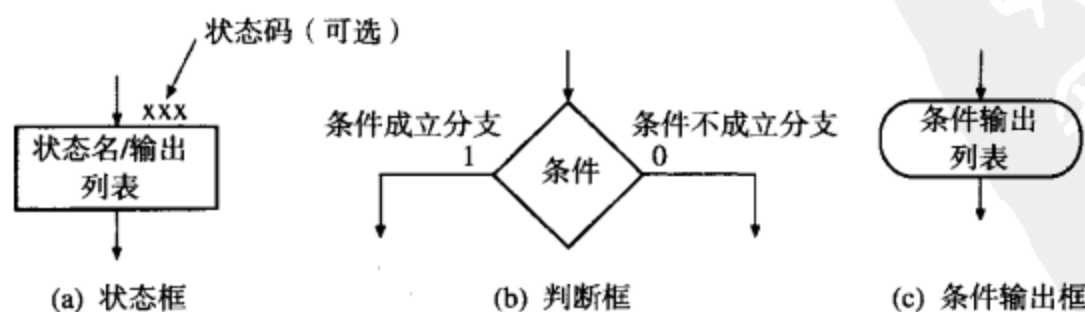 状态码（可选）
xxx
状态名/输出
列表
条件成立分支
1
条件
条件不成立分支
0
条件输出
列表
(a) 状态框
(b) 判断框
(c) 条件输出框